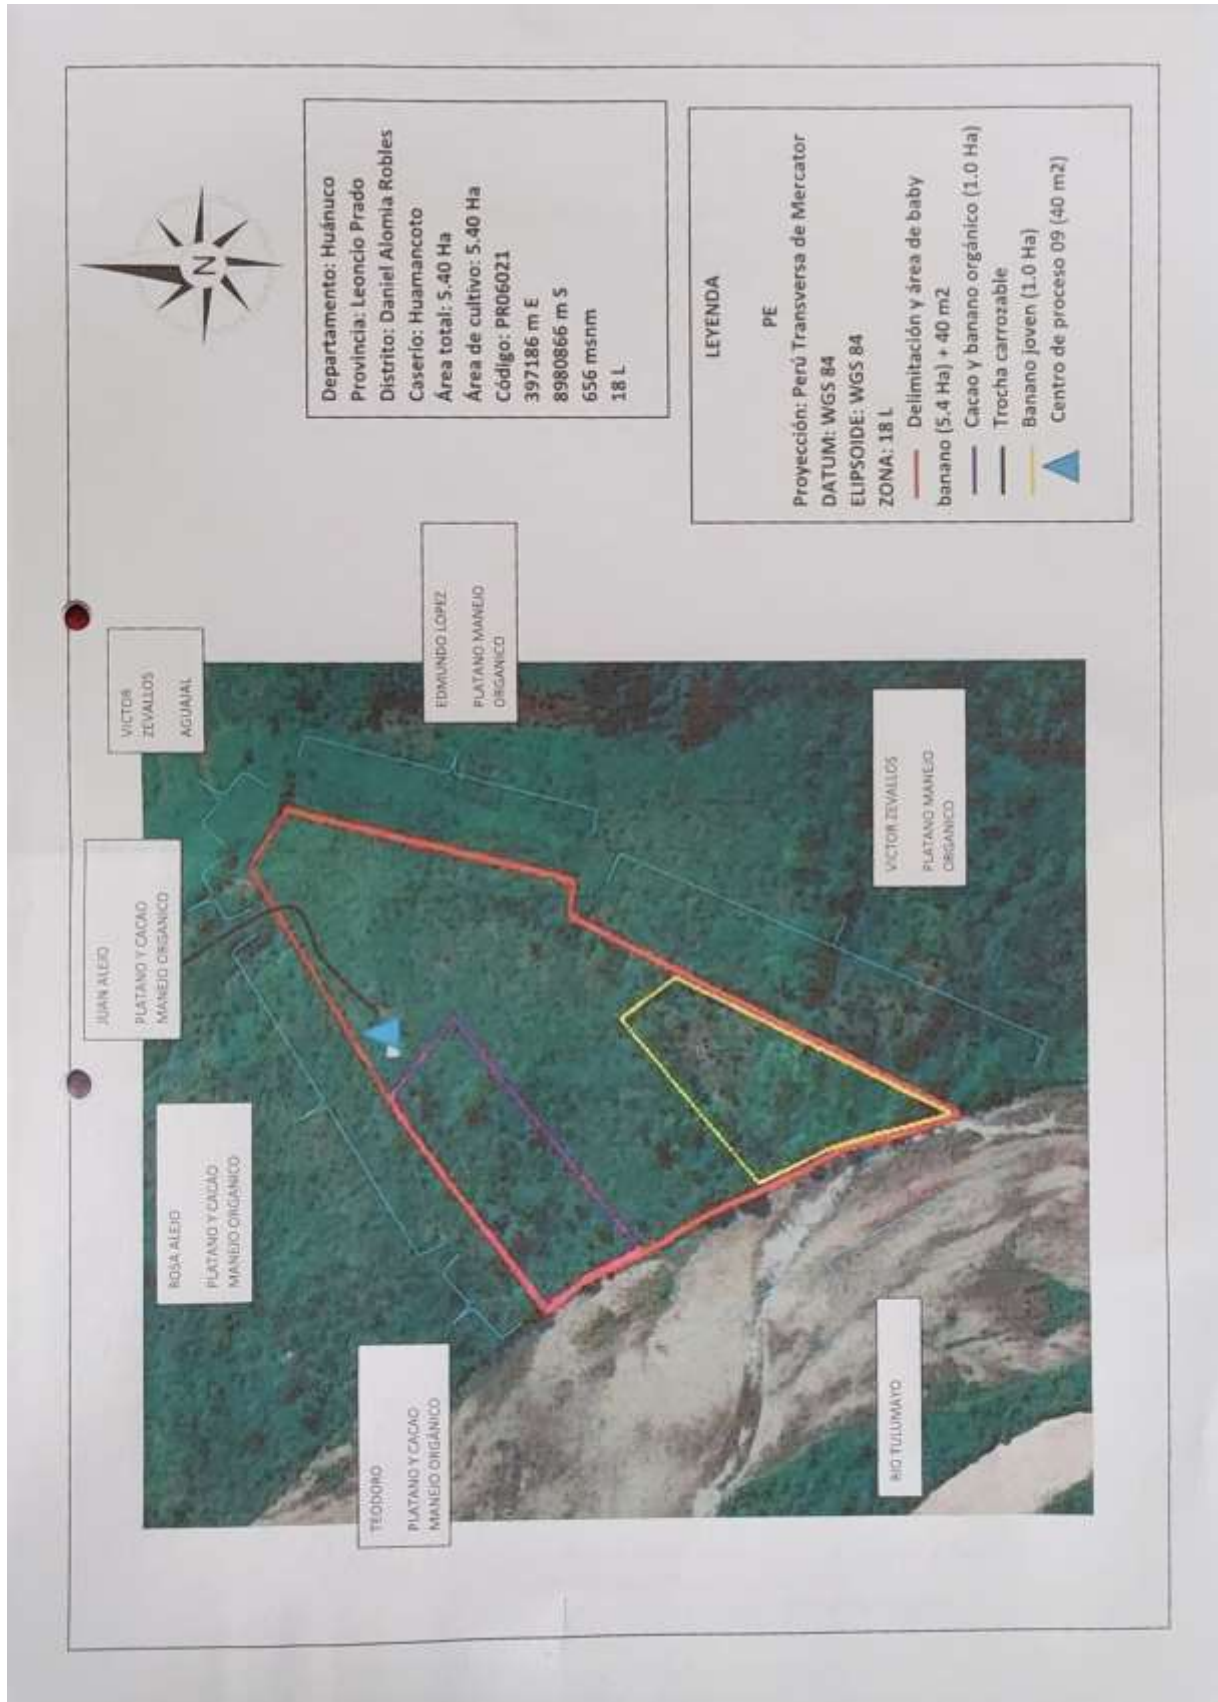 N
Departamento: Huánuco
Provincia: Leoncio Prado
Distrito: Daniel Alomia Robles
Caserío: Huamancoto
Área total: 5.40 Ha
Área de cultivo: 5.40 Ha
Código: PR06021
397186 m E
8980866 m S
656 msnm
18 L
LEYENDA
PE
Proyección: Perú Transversa de Mercator
DATUM: WGS 84
ELIPSOIDE: WGS 84
ZONA: 18 L
Delimitación y área de baby
banano (5.4 Ha) + 40 m2
Cacao y banano orgánico (1.0 Ha)
Trocha carrozable
Banano joven (1.0 Ha)
Centro de proceso 09 (40 m2)
VICTOR
ZEVALLOS
AGUAJAL
JUAN ALEJO
PLATANO Y CACAO
MANEJO ORGANICO
ROSA ALEJO
PLATANO Y CACAO
MANEJO ORGANICO
TEODORO
PLATANO Y CACAO
MANEJO ORGÁNICO
EDMUNDO LOPEZ
PLATANO MANEJO
ORGANICO
VICTOR ZEVALLOS
PLATANO MANEJO
ORGANICO
RIO TULUMAYO